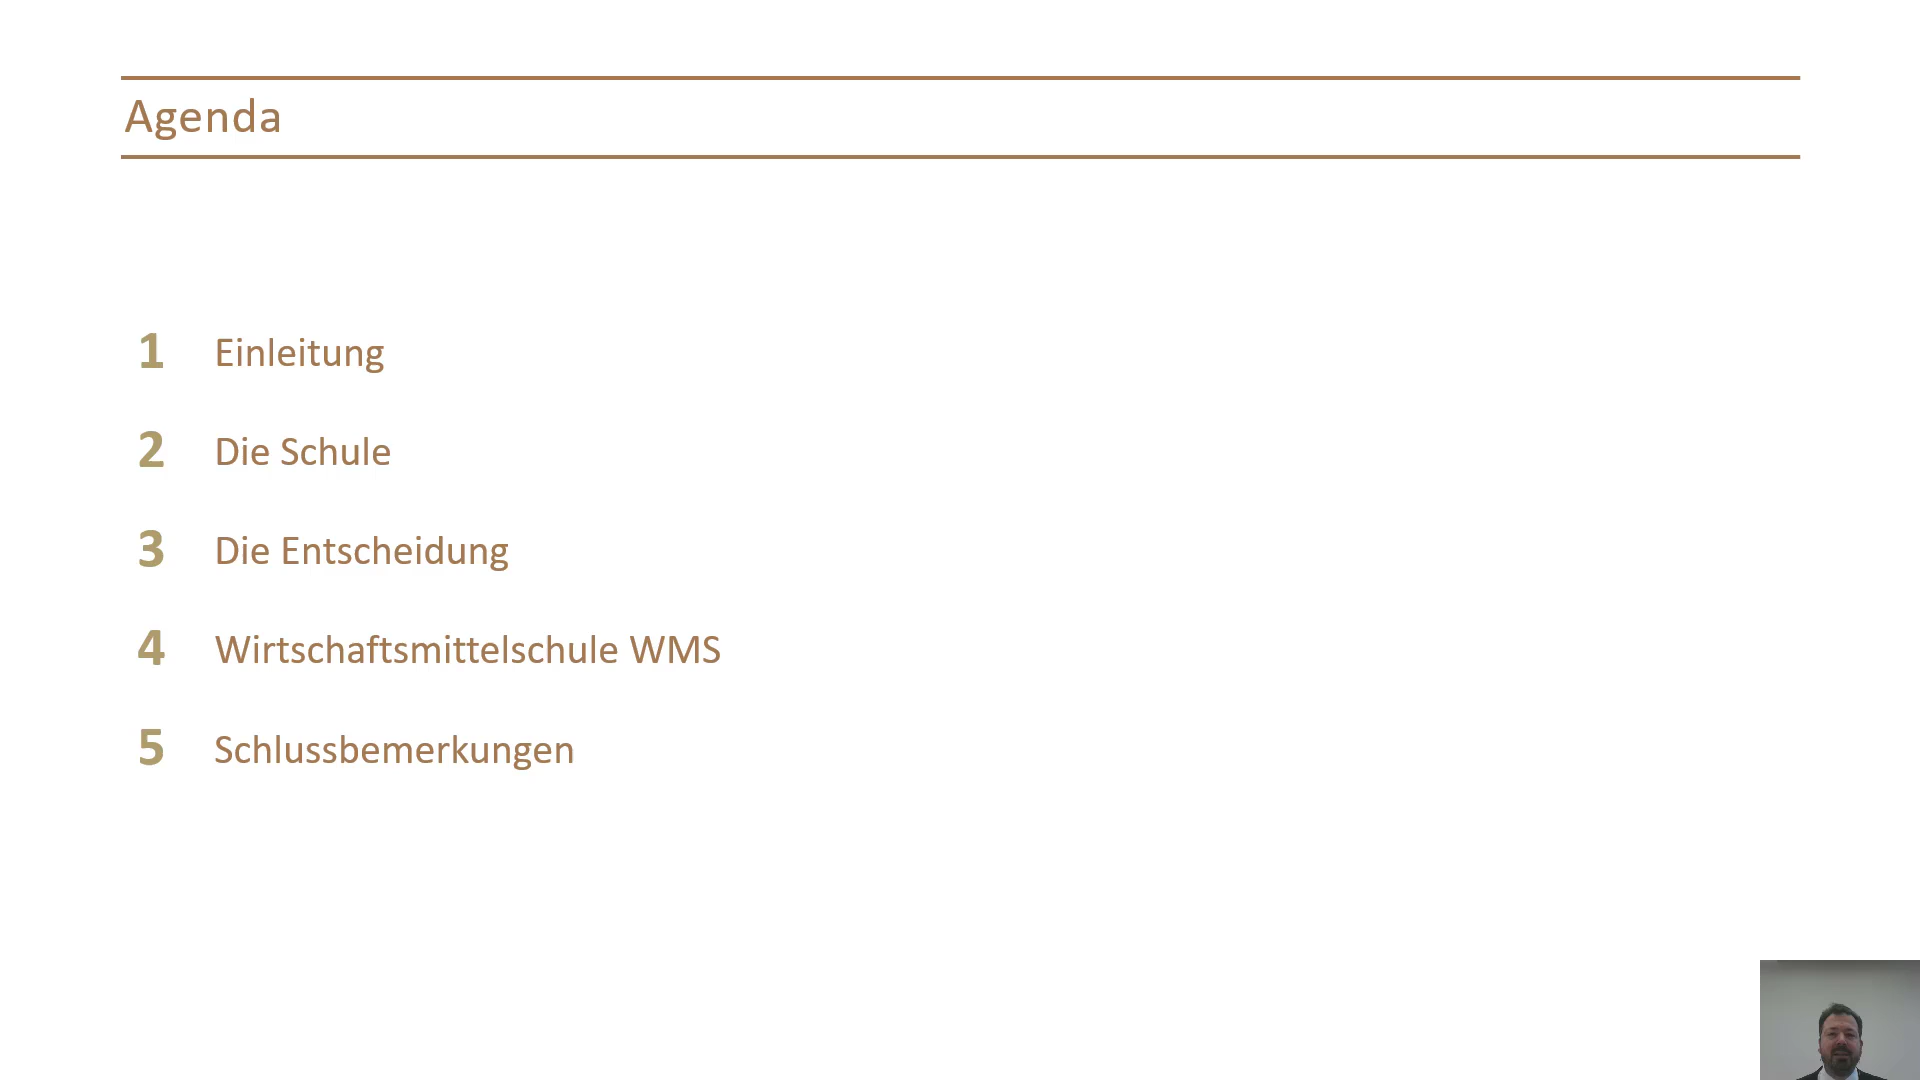 Agenda
1 Einleitung
2 Die Schule
3 Die Entscheidung
4 Wirtschaftsmittelschule WMS
5 Schlussbemerkungen